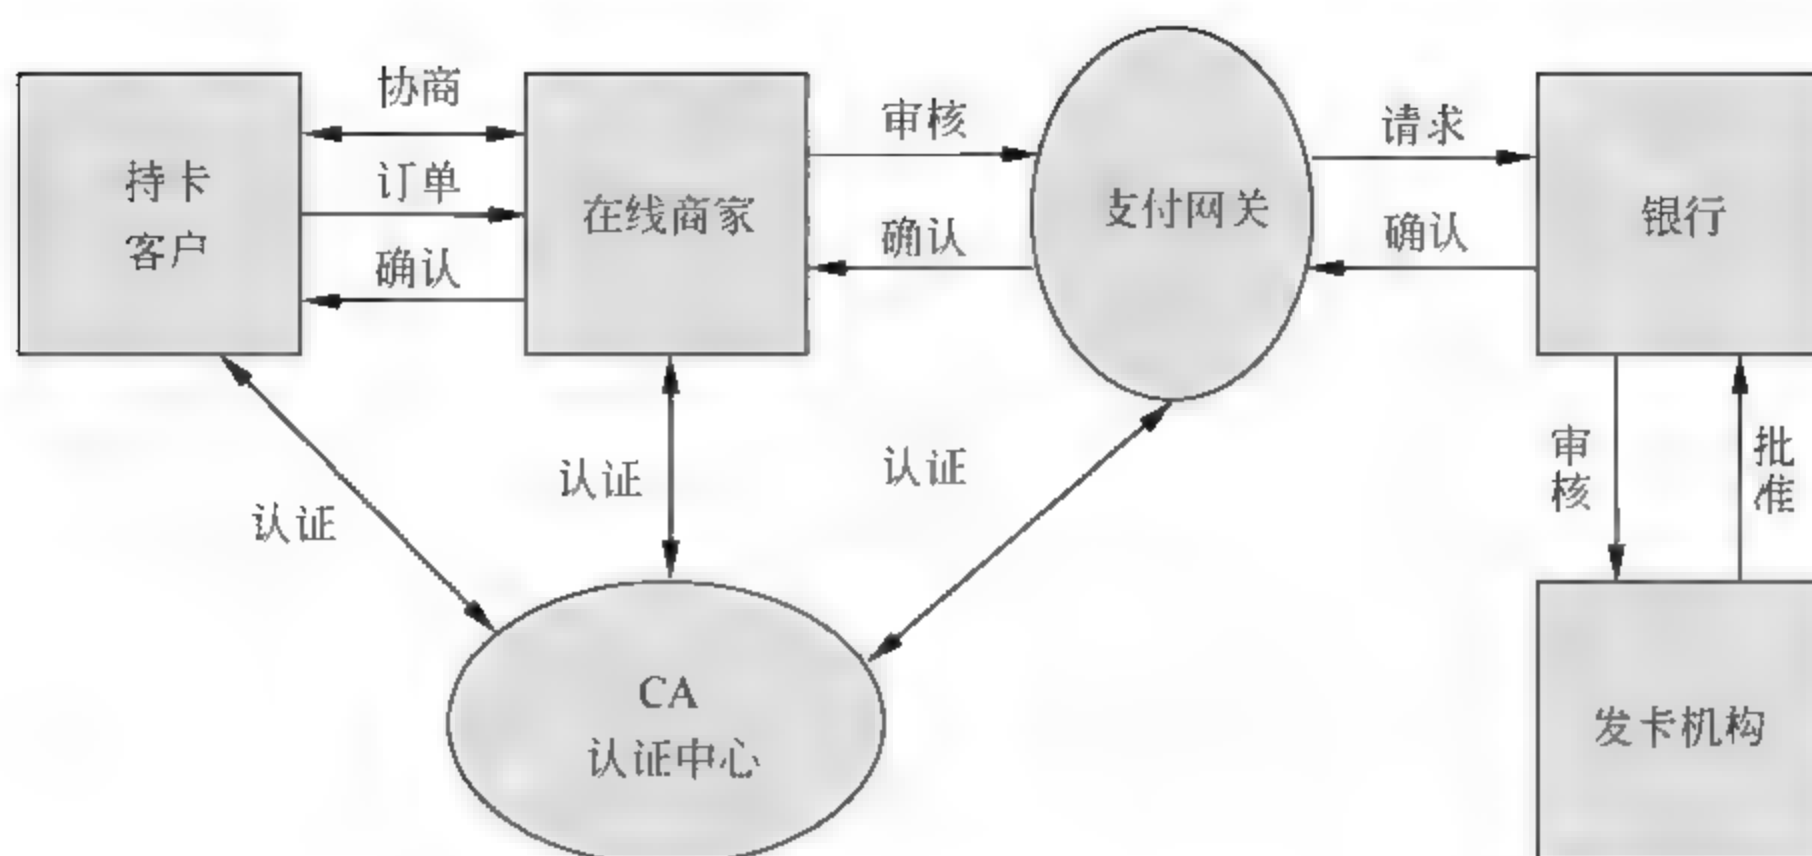 协商
审核
请求
持卡
客户
订单
在线商家
支付网关
银行
确认
确认
确认
认证
认证
认证
审核
批准
CA
认证中心
发卡机构